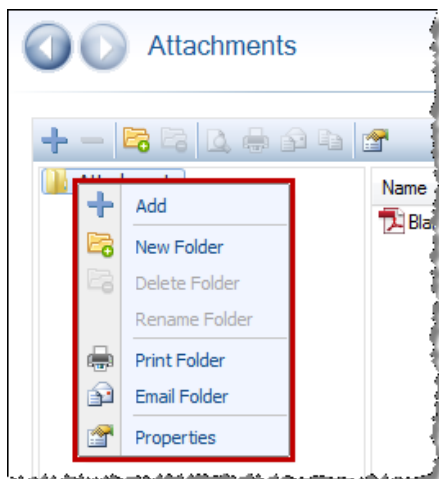 Attachments
Name
Bla
Add
New Folder
Delete Folder
Rename Folder
Print Folder
Email Folder
Properties